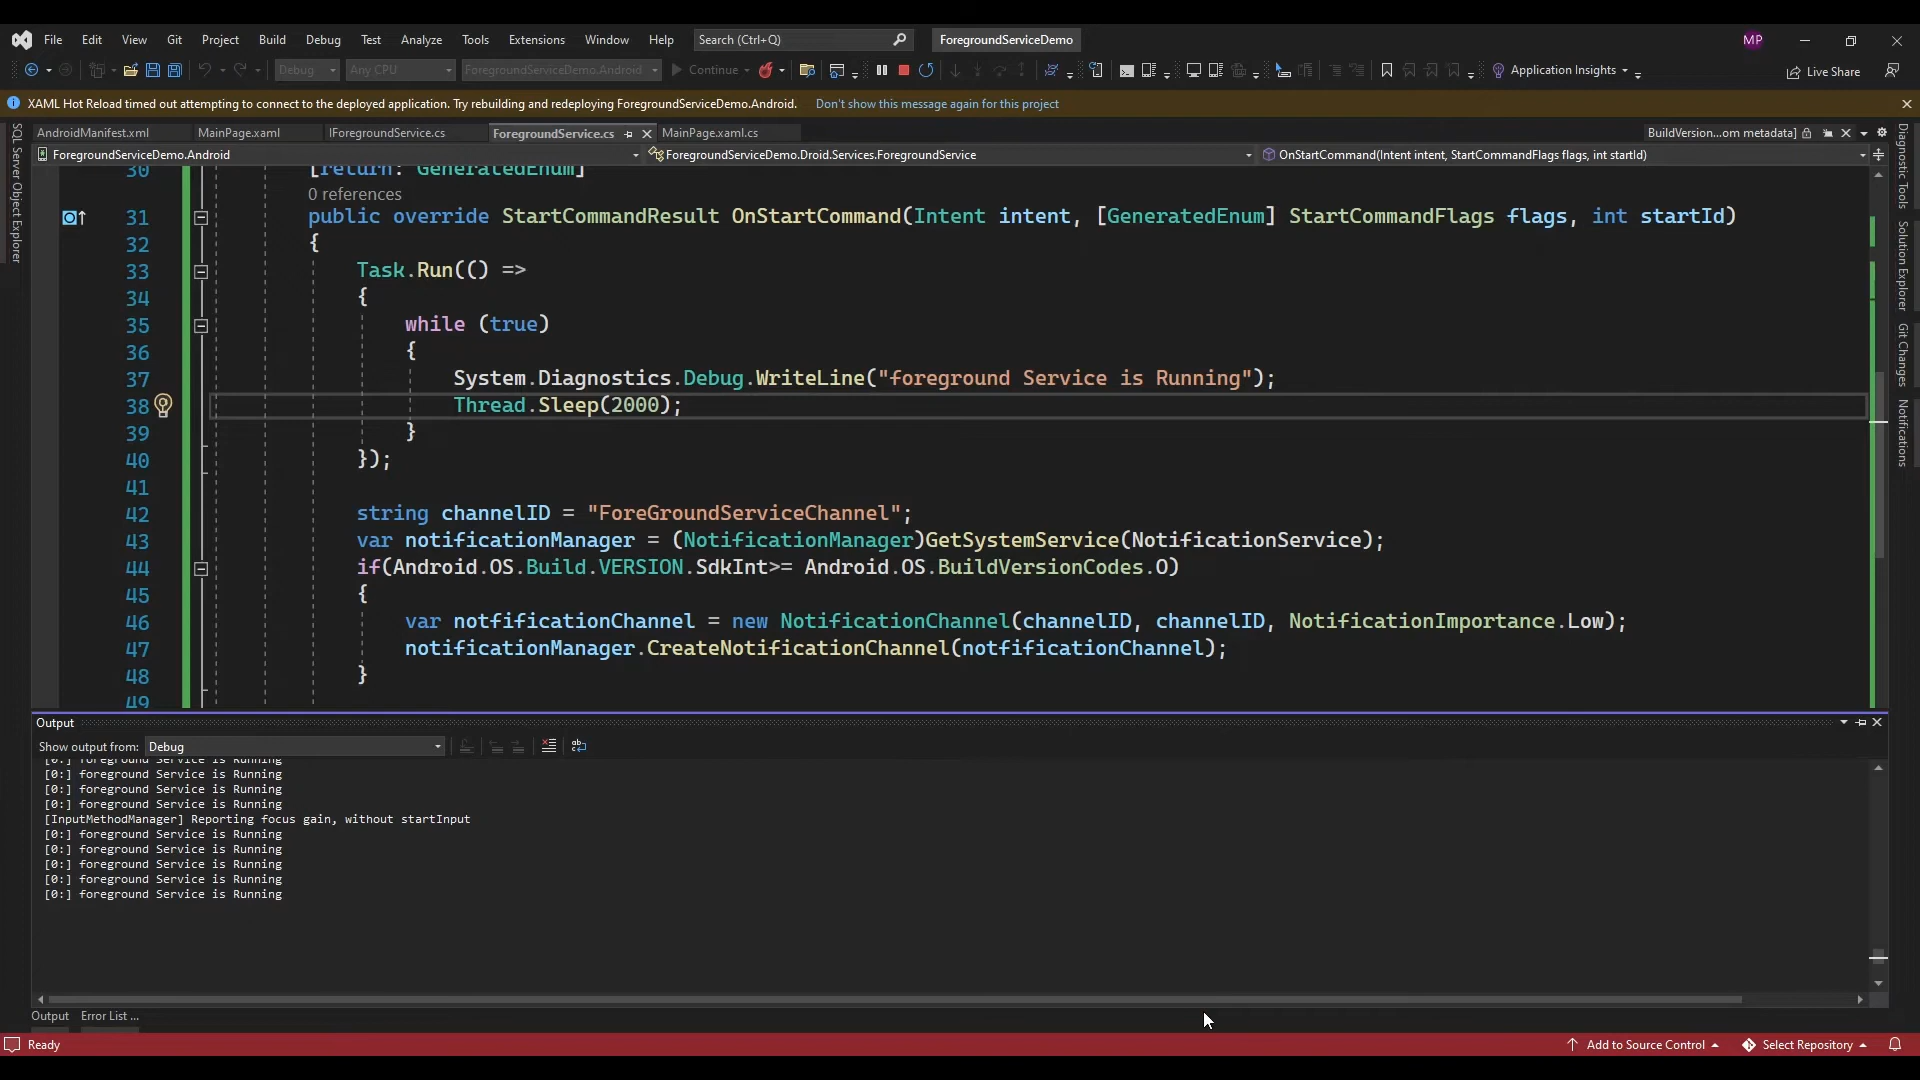 File Edit View Git Project Build Debug Test Analyze Tools Extensions Window Help Search (Ctrl+Q) ForegroundServiceDemo MP
Debug Any CPU ForegroundServiceDemo.Android Continue Application Insights Live Share
XAML Hot Reload timed out attempting to connect to the deployed application. Try rebuilding and redeploying ForegroundServiceDemo.Android. Don't show this message again for this project
AndroidManifest.xml MainPage.xaml IForegroundService.cs ForegroundService.cs MainPage.xaml.cs BuildVersion...om metadata]
ForegroundServiceDemo.Android ForegroundServiceDemo.Droid.Services.ForegroundService OnStartCommand(Intent intent, StartCommandFlags flags, int startId)
SQL Server Object Explorer
Diagnostic Tools
Solution Explorer
Git Changes
Notifications
30 [return: GeneratedEnum]
0 references
31 public override StartCommandResult OnStartCommand(Intent intent, [GeneratedEnum] StartCommandFlags flags, int startId)
32 {
33 Task.Run(() =>
34 {
35 while (true)
36 {
37 System.Diagnostics.Debug.WriteLine("foreground Service is Running");
38 Thread.Sleep(2000);
39 }
40 });
41
42 string channelID = "ForeGroundServiceChannel";
43 var notificationManager = (NotificationManager)GetSystemService(NotificationService);
44 if(Android.OS.Build.VERSION.SdkInt>= Android.OS.BuildVersionCodes.O)
45 {
46 var notfificationChannel = new NotificationChannel(channelID, channelID, NotificationImportance.Low);
47 notificationManager.CreateNotificationChannel(notfificationChannel);
48 }
49
Output
Show output from: Debug
[0:] foreground Service is Running
[0:] foreground Service is Running
[0:] foreground Service is Running
[0:] foreground Service is Running
[InputMethodManager] Reporting focus gain, without startInput
[0:] foreground Service is Running
[0:] foreground Service is Running
[0:] foreground Service is Running
[0:] foreground Service is Running
[0:] foreground Service is Running
Output Error List ...
Ready Add to Source Control Select Repository